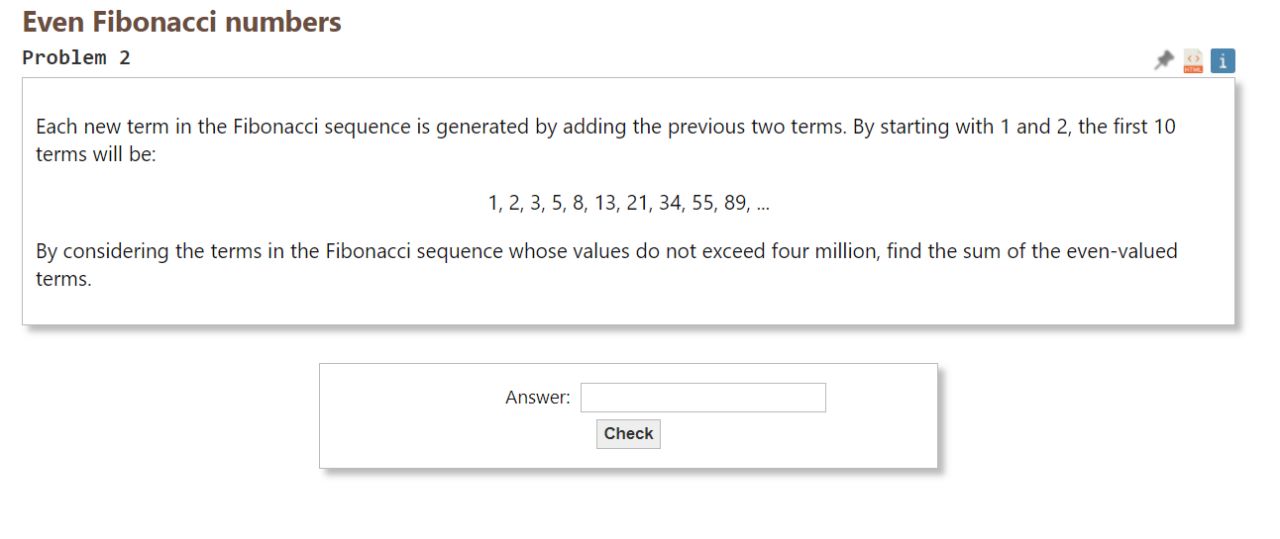 Even Fibonacci numbers
Problem 2
<>
HTML
i
Each new term in the Fibonacci sequence is generated by adding the previous two terms. By starting with 1 and 2, the first 10
terms will be:
1, 2, 3, 5, 8, 13, 21, 34, 55, 89, ...
By considering the terms in the Fibonacci sequence whose values do not exceed four million, find the sum of the even-valued
terms.
Answer:
Check